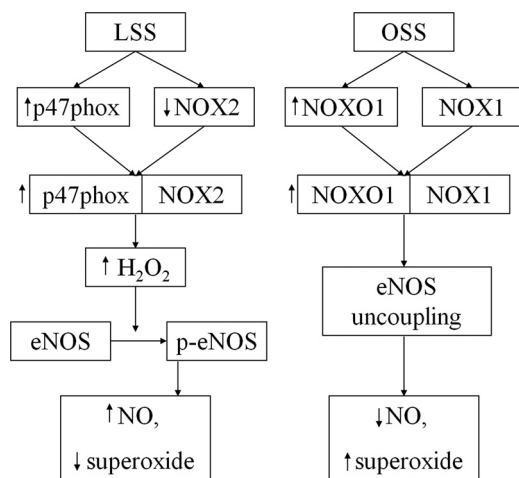 LSS
OSS
↑p47phox
↓NOX2
↑NOXO1
NOX1
↑ p47phox NOX2
↑ NOXO1 NOX1
↑ H₂O₂
eNOS
uncoupling
eNOS
p-eNOS
↑NO,
↓superoxide
↓NO,
↑superoxide